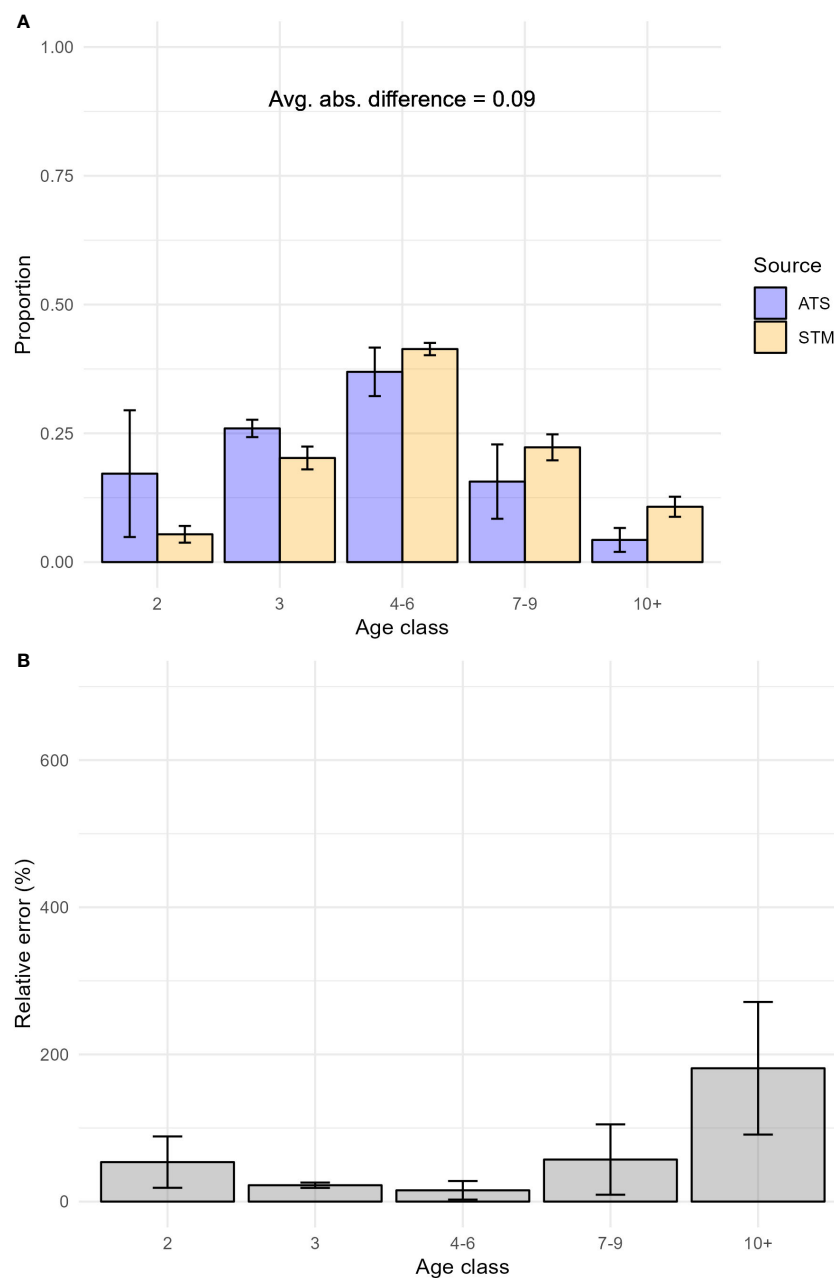 A
1.00
Avg. abs. difference = 0.09
0.75
Source
ATS
STM
0.50
0.25
0.00
Proportion
2 3 4-6 7-9 10+
Age class
B
600
400
200
0
Relative error (%)
2 3 4-6 7-9 10+
Age class